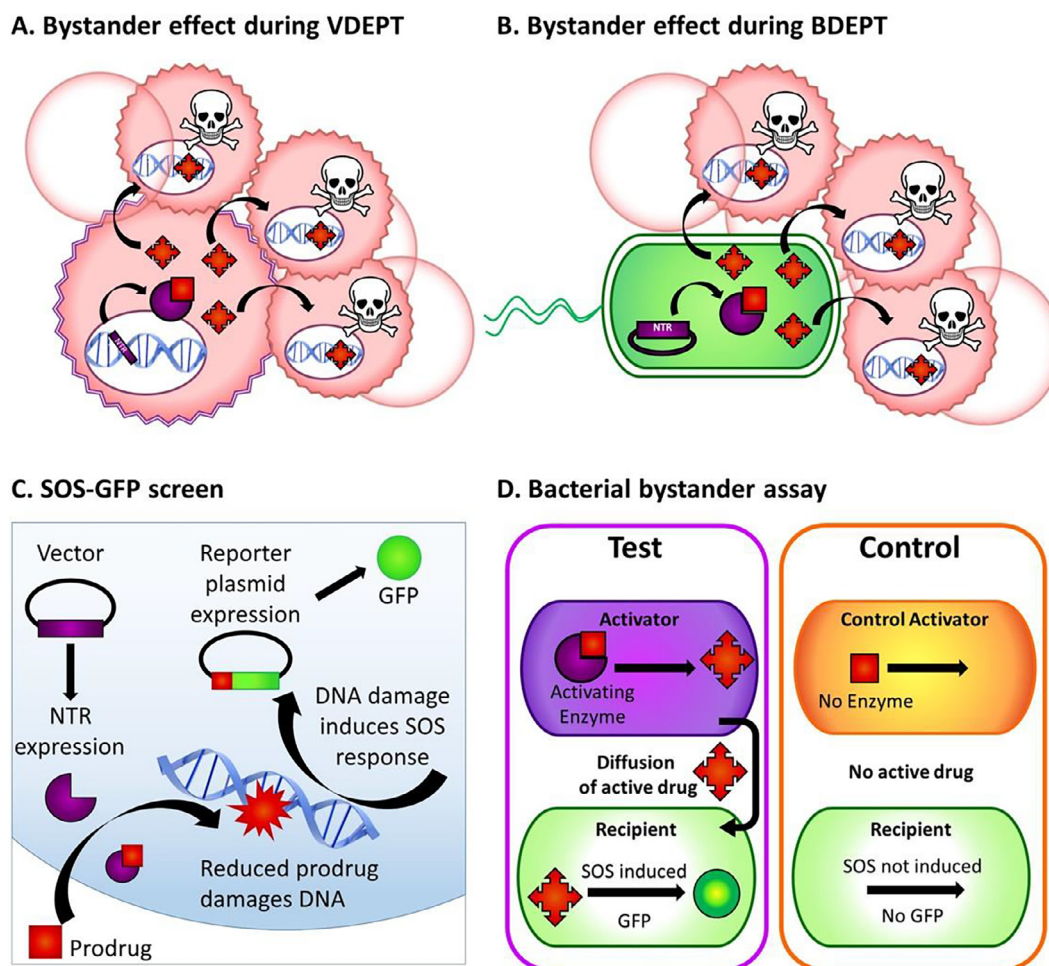 A. Bystander effect during VDEPT
B. Bystander effect during BDEPT
NTR
NTR
C. SOS-GFP screen
Vector
Reporter
plasmid
expression
GFP
NTR
expression
DNA damage
induces SOS
response
Reduced prodrug
damages DNA
Prodrug
D. Bacterial bystander assay
Test
Activator
Activating
Enzyme
Diffusion
of active drug
Recipient
SOS induced
GFP
Control
Control Activator
No Enzyme
No active drug
Recipient
SOS not induced
No GFP